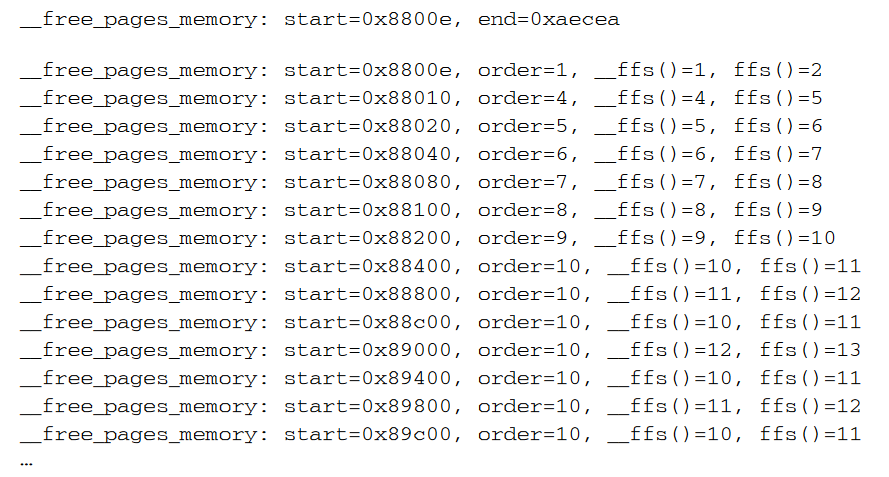 __free_pages_memory: start=0x8800e, end=0xaecea
__free_pages_memory: start=0x8800e, order=1, __ffs()=1, ffs()=2
__free_pages_memory: start=0x88010, order=4, __ffs()=4, ffs()=5
__free_pages_memory: start=0x88020, order=5, __ffs()=5, ffs()=6
__free_pages_memory: start=0x88040, order=6, __ffs()=6, ffs()=7
__free_pages_memory: start=0x88080, order=7, __ffs()=7, ffs()=8
__free_pages_memory: start=0x88100, order=8, __ffs()=8, ffs()=9
__free_pages_memory: start=0x88200, order=9, __ffs()=9, ffs()=10
__free_pages_memory: start=0x88400, order=10, __ffs()=10, ffs()=11
__free_pages_memory: start=0x88800, order=10, __ffs()=11, ffs()=12
__free_pages_memory: start=0x88c00, order=10, __ffs()=10, ffs()=11
__free_pages_memory: start=0x89000, order=10, __ffs()=12, ffs()=13
__free_pages_memory: start=0x89400, order=10, __ffs()=10, ffs()=11
__free_pages_memory: start=0x89800, order=10, __ffs()=11, ffs()=12
__free_pages_memory: start=0x89c00, order=10, __ffs()=10, ffs()=11
…